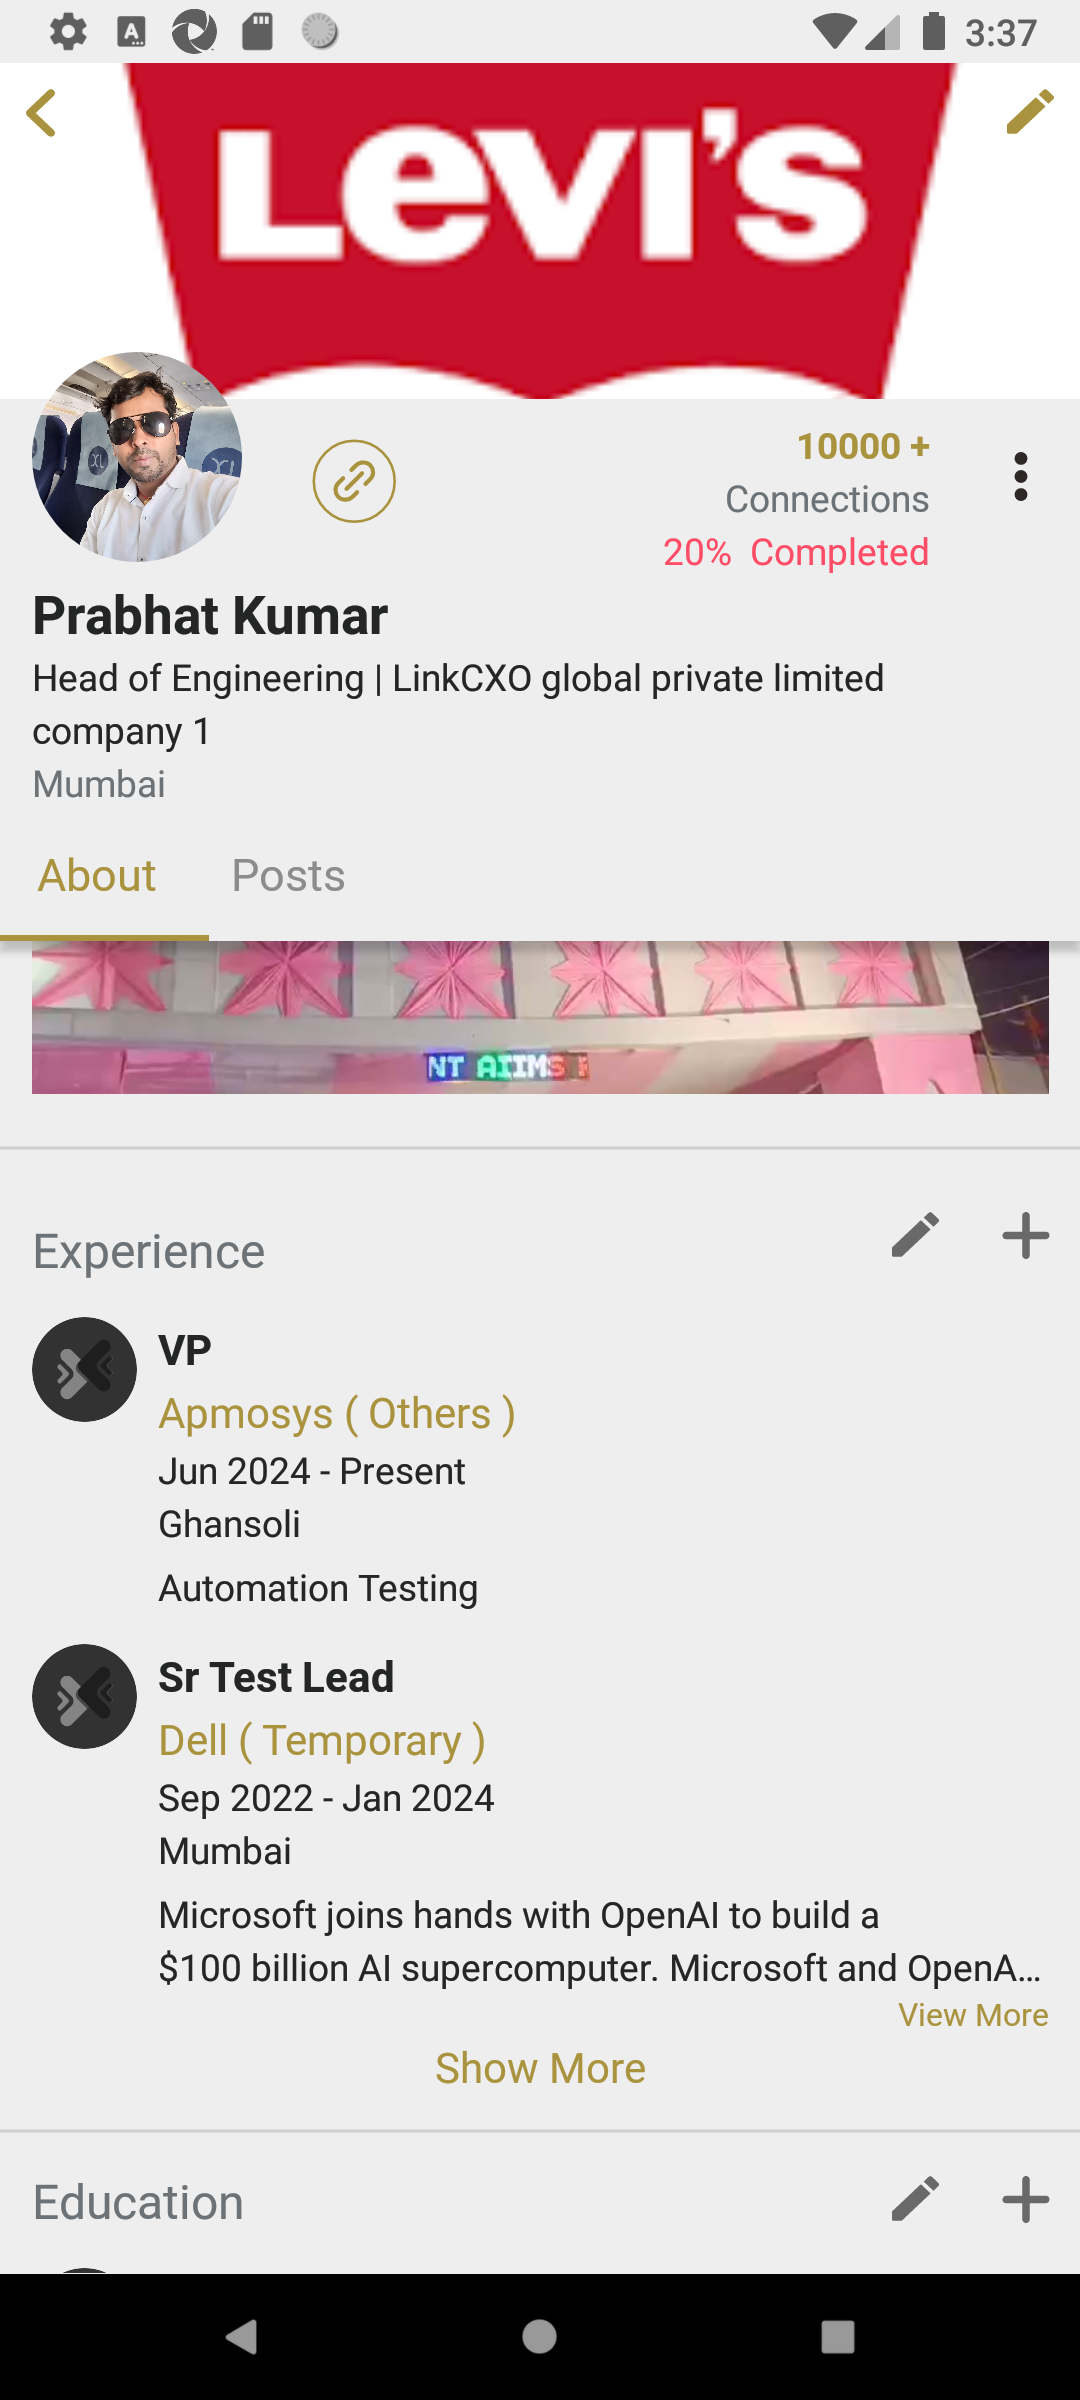 3:37
LEVI'S
10000 +
Connections
20% Completed
Prabhat Kumar
Head of Engineering | LinkCXO global private limited
company 1
Mumbai
About Posts
NT AIIMS
Experience
VP
Apmosys ( Others )
Jun 2024 - Present
Ghansoli
Automation Testing
Sr Test Lead
Dell ( Temporary )
Sep 2022 - Jan 2024
Mumbai
Microsoft joins hands with OpenAI to build a
$100 billion AI supercomputer. Microsoft and OpenA...
View More
Show More
Education